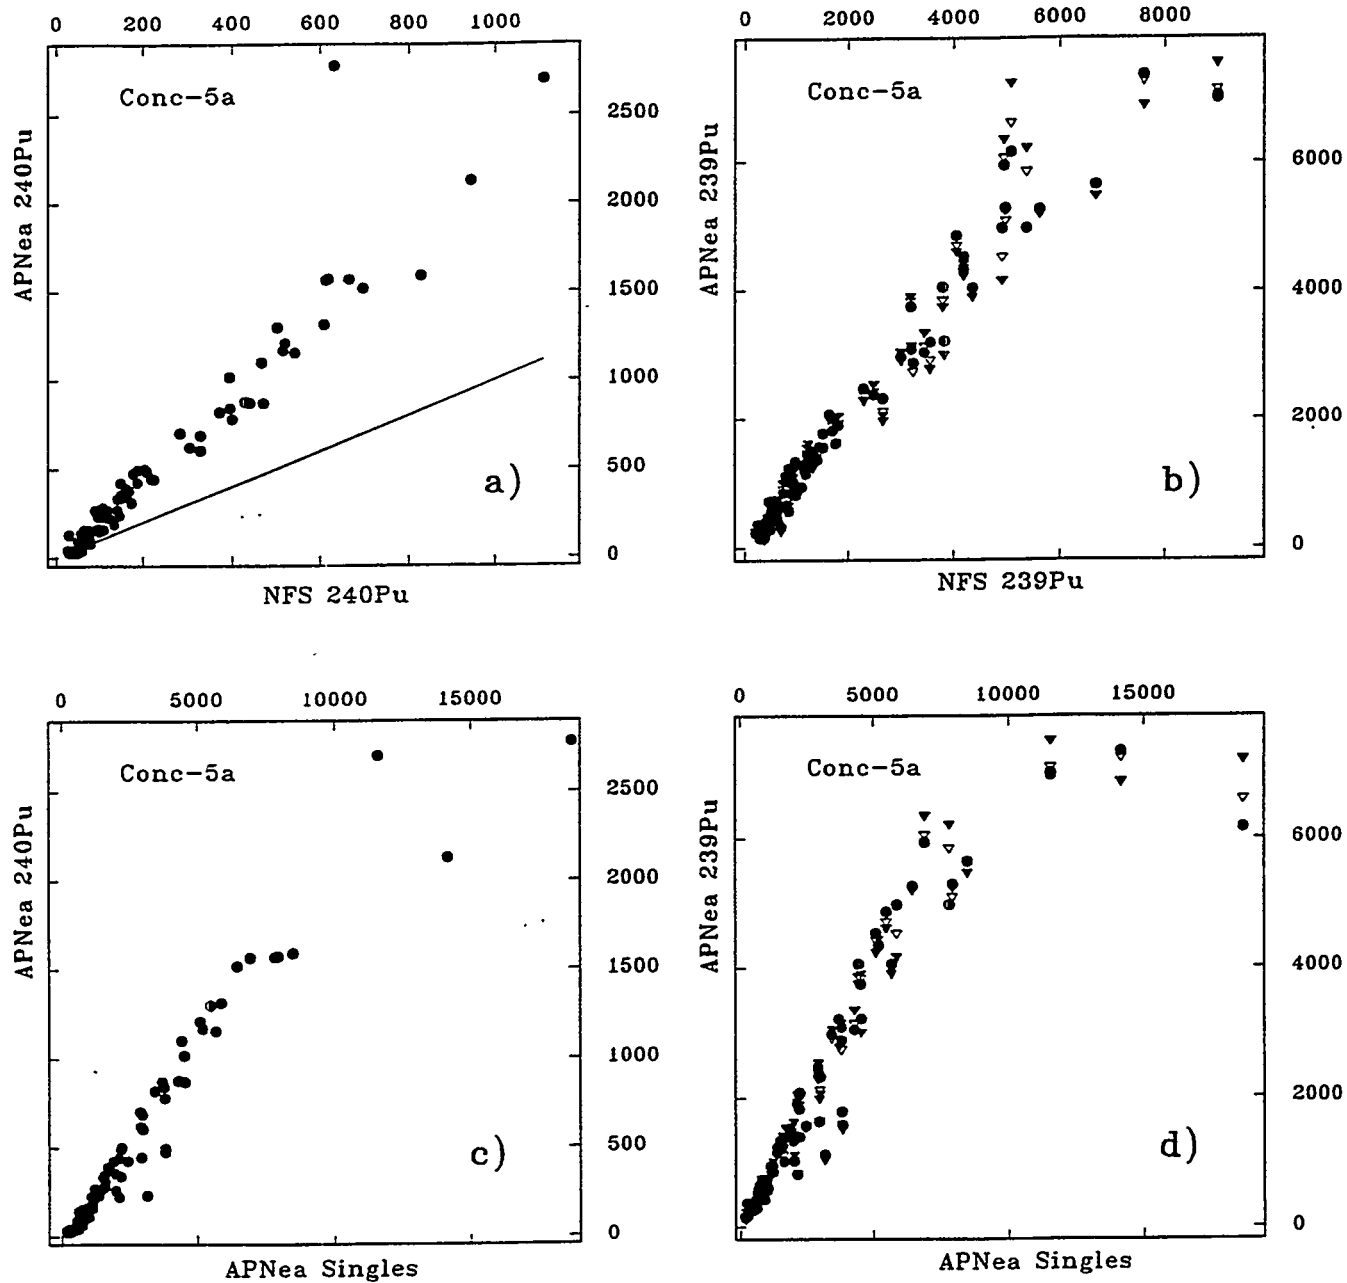 0 200 400 600 800 1000
Conc-5a
APNea 240Pu
2500
2000
1500
1000
500
0
a)
NFS 240Pu
0 2000 4000 6000 8000
Conc-5a
APNea 239Pu
6000
4000
2000
0
b)
NFS 239Pu
0 5000 10000 15000
Conc-5a
APNea 240Pu
2500
2000
1500
1000
500
0
c)
APNea Singles
0 5000 10000 15000
Conc-5a
APNea 239Pu
6000
4000
2000
0
d)
APNea Singles